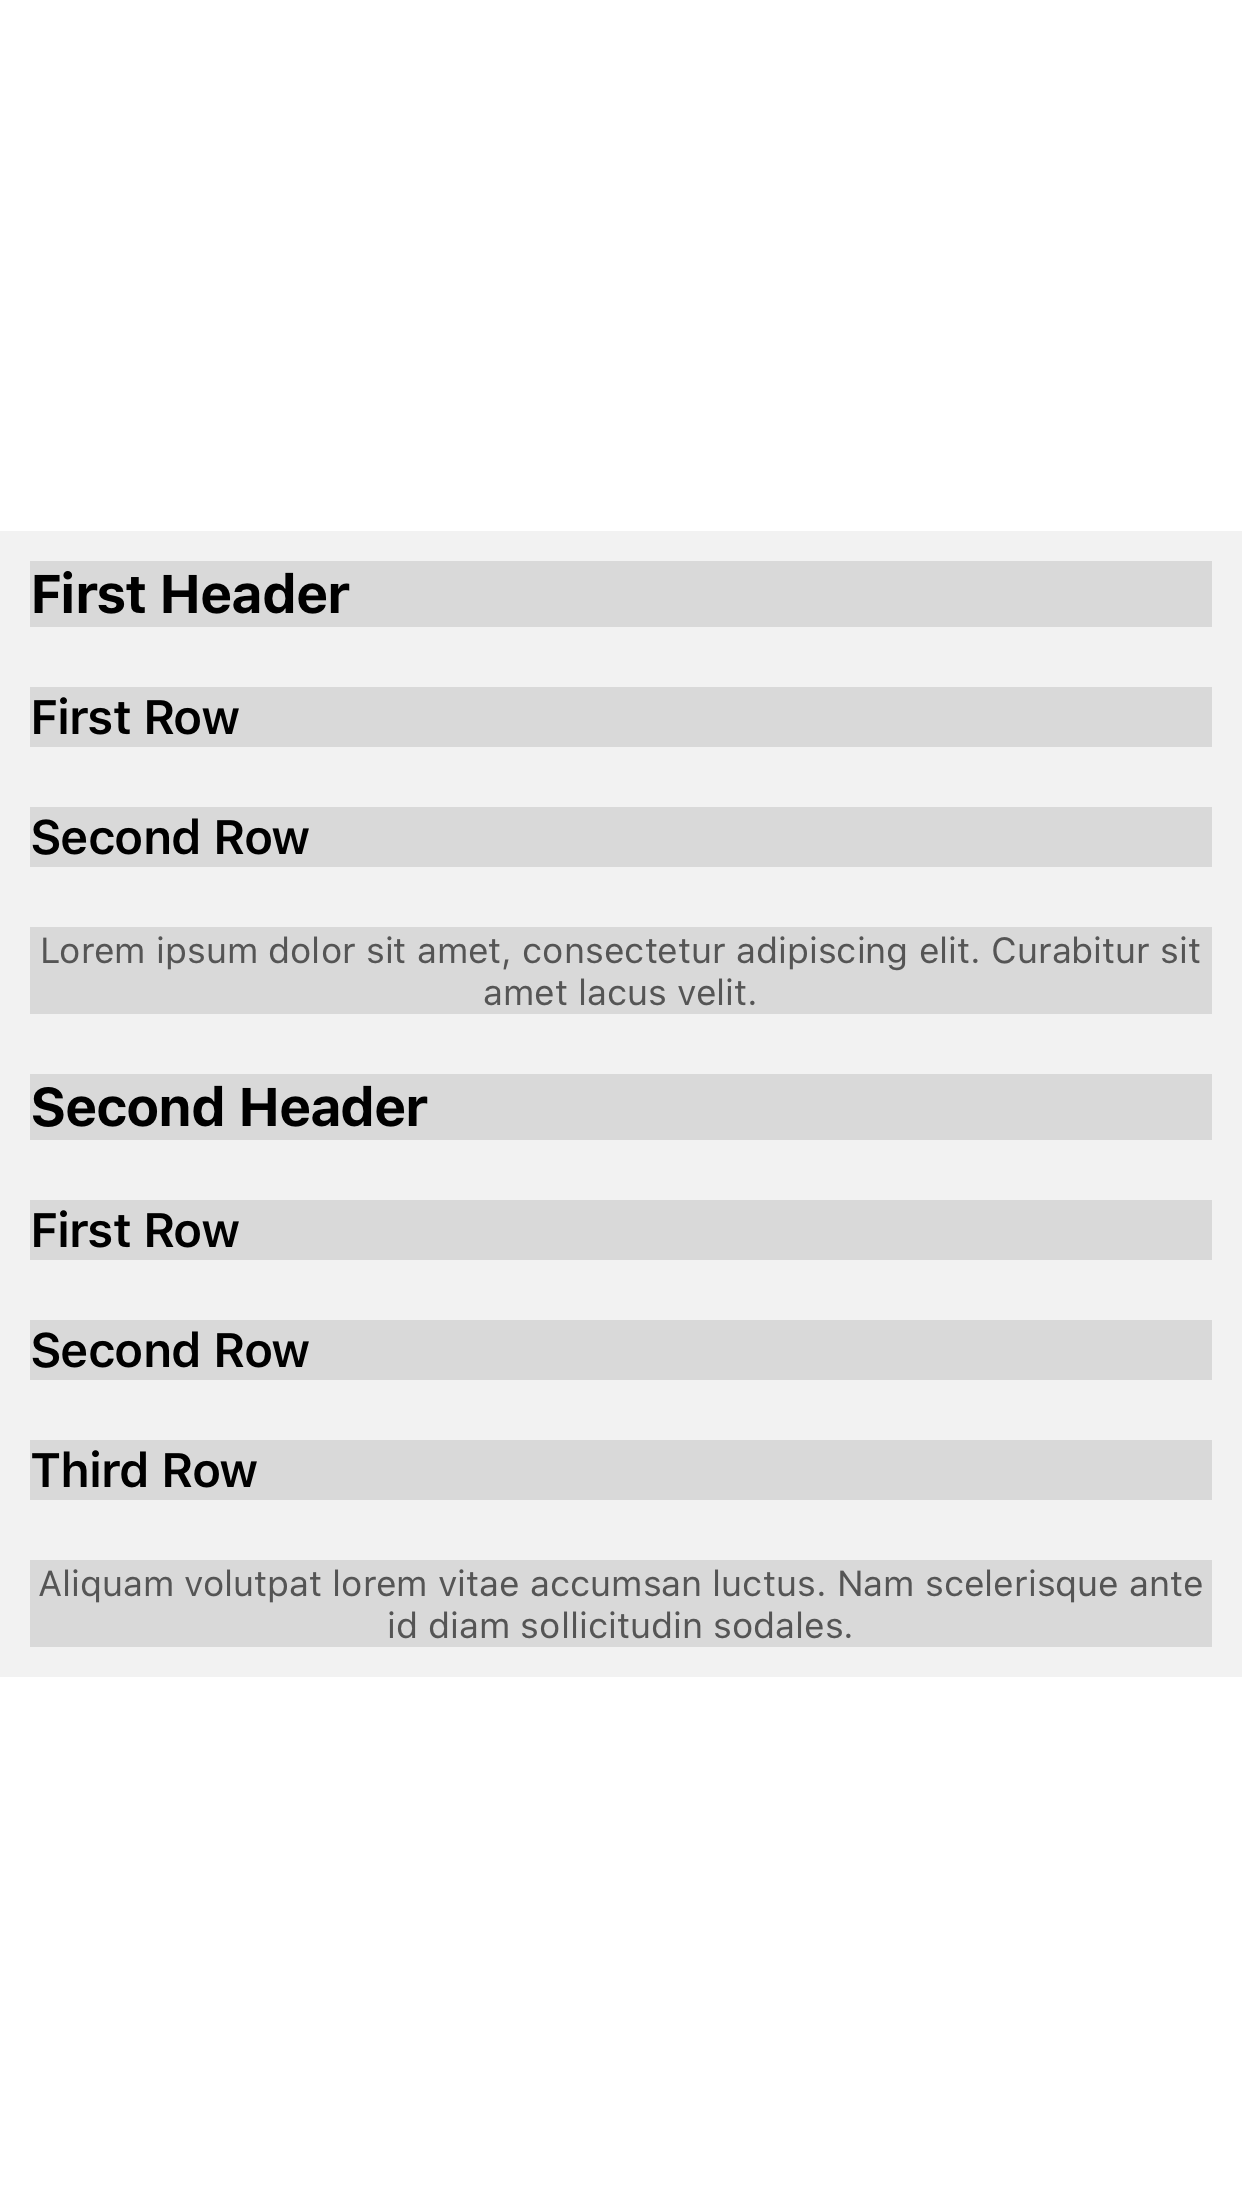 First Header
First Row
Second Row
Lorem ipsum dolor sit amet, consectetur adipiscing elit. Curabitur sit
amet lacus velit.
Second Header
First Row
Second Row
Third Row
Aliquam volutpat lorem vitae accumsan luctus. Nam scelerisque ante
id diam sollicitudin sodales.